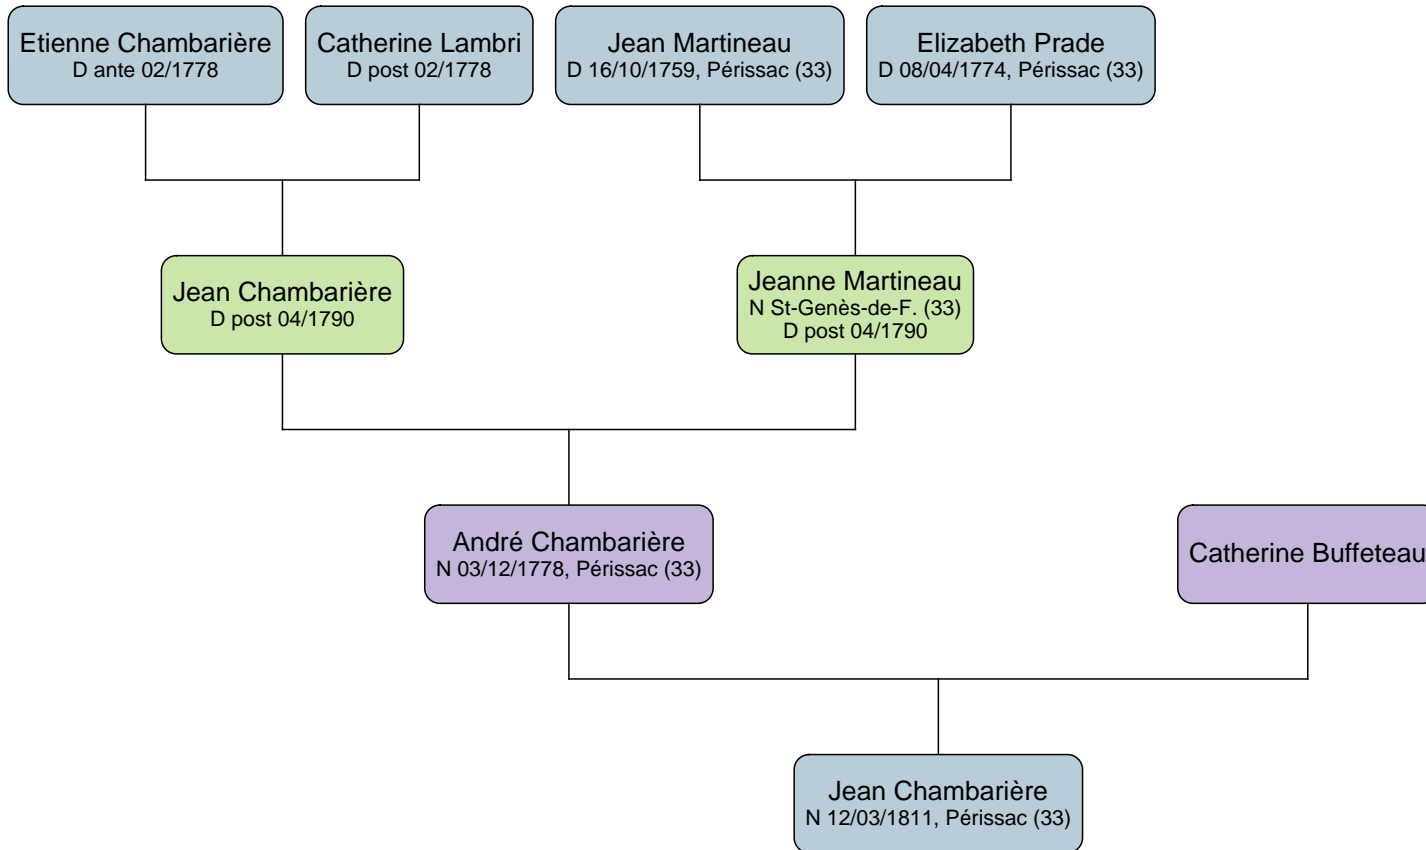 Etienne Chambarière
D ante 02/1778
Catherine Lambri
D post 02/1778
Jean Martineau
D 16/10/1759, Périssac (33)
Elizabeth Prade
D 08/04/1774, Périssac (33)
Jean Chambarière
D post 04/1790
Jeanne Martineau
N St-Genès-de-F. (33)
D post 04/1790
André Chambarière
N 03/12/1778, Périssac (33)
Catherine Buffeteau
Jean Chambarière
N 12/03/1811, Périssac (33)